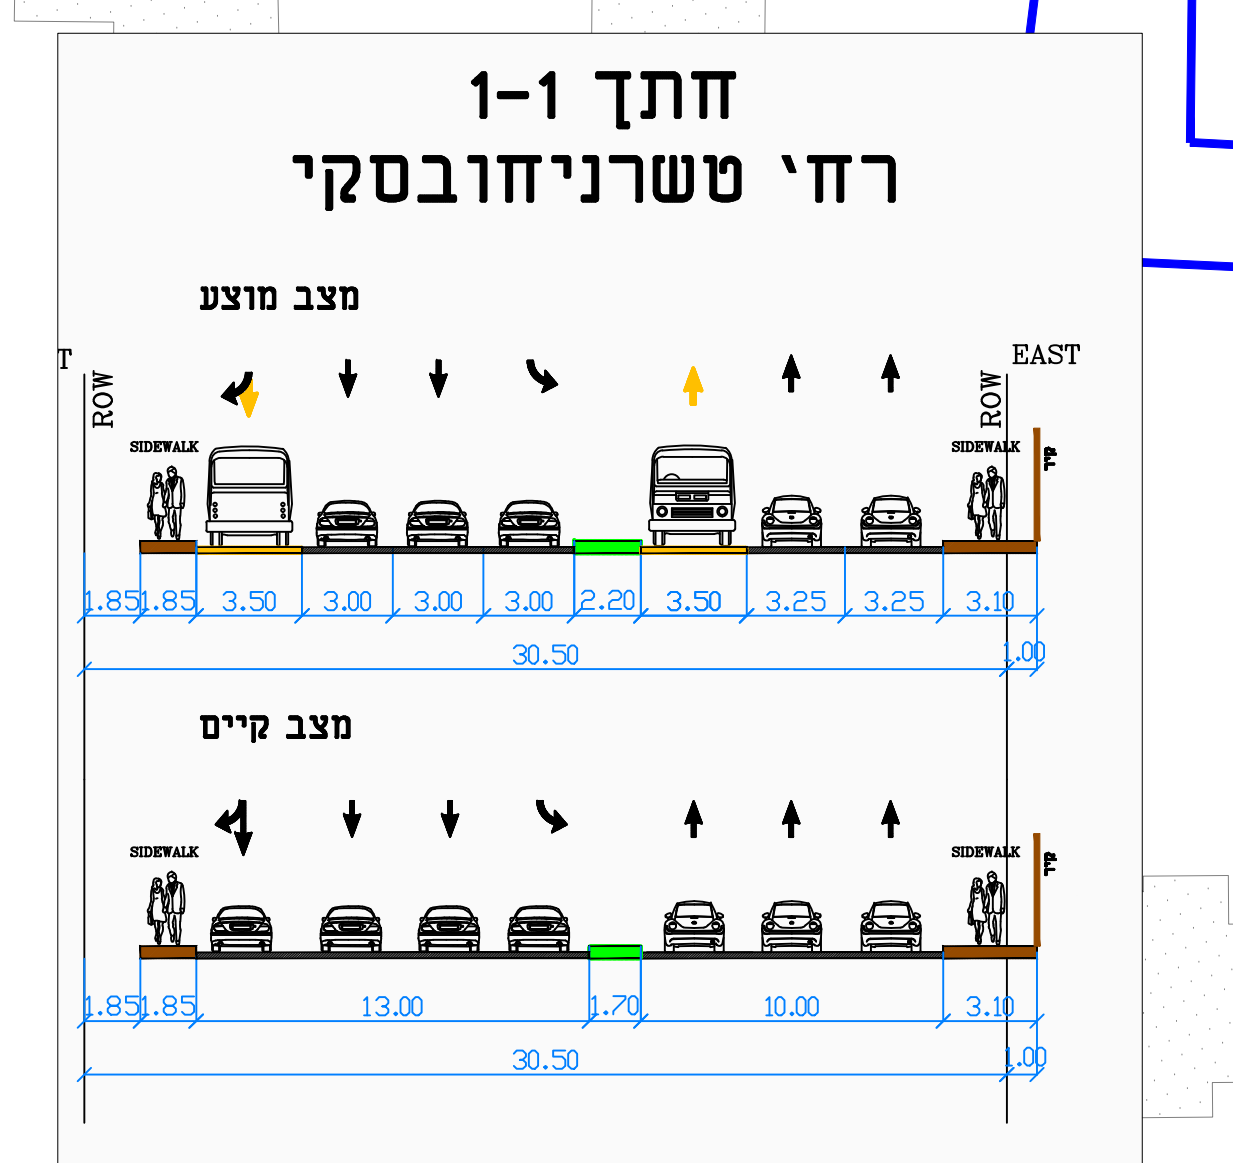 חתך 1-1
רח' טשרניחובסקי
מצב מוצע
T
EAST
ROW
ROW
SIDEWALK
SIDEWALK
קיר
1.85 1.85 3.50 3.00 3.00 3.00 2.20 3.50 3.25 3.25 3.10
30.50 1.00
מצב קיים
SIDEWALK
SIDEWALK
קיר
1.85 1.85 13.00 1.70 10.00 3.10
30.50 1.00